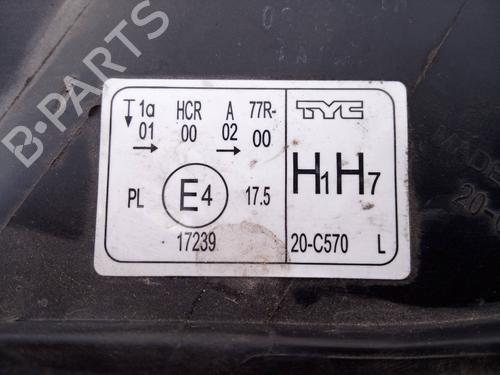 B-PARTS
1a HCR A 77R-
01 00 02 00
PL E4 17.5
17239
TYC
H1H7
20-C570 L